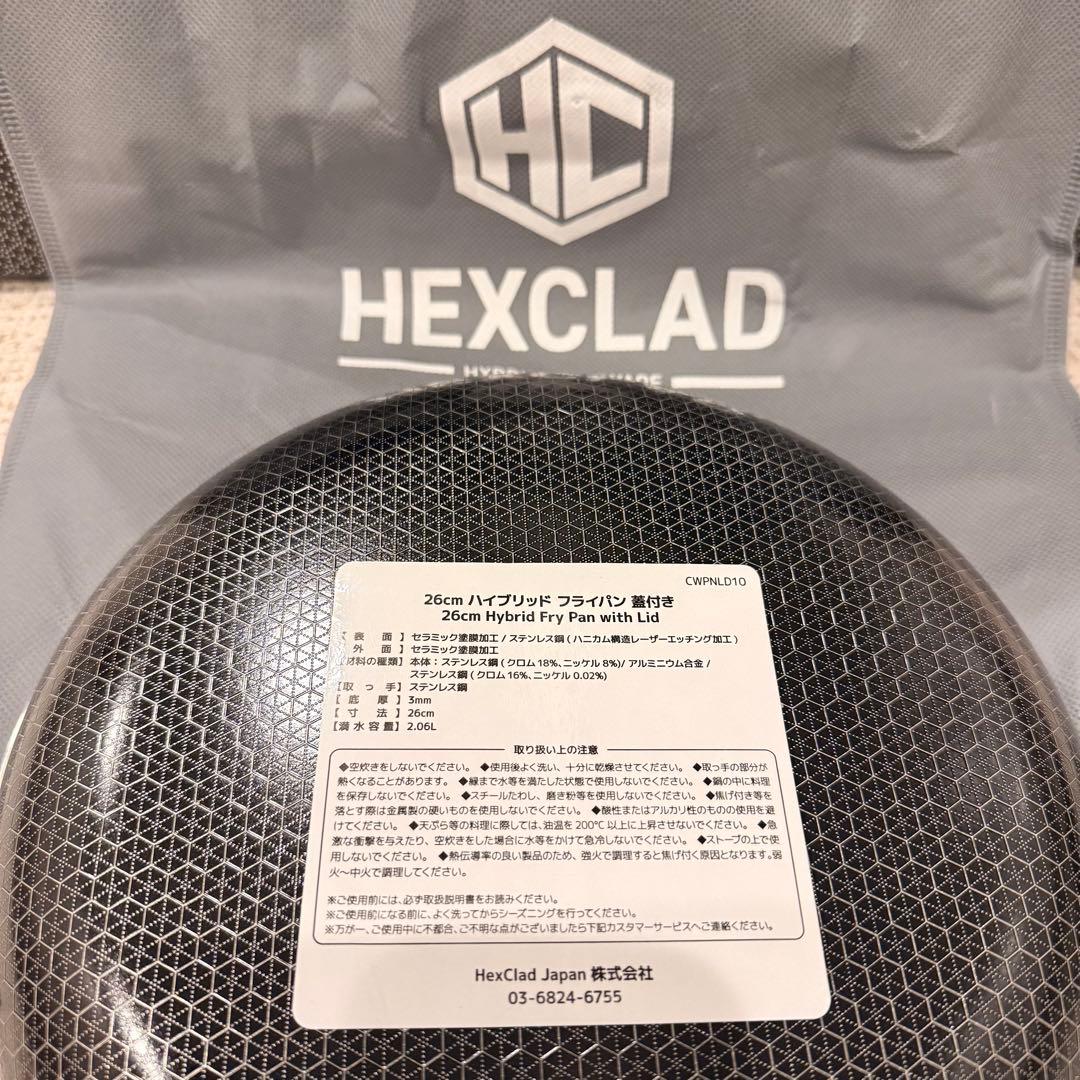 HC
HEXCLAD
CWPNLD10
26cm ハイブリッド フライパン 蓋付き
26cm Hybrid Fry Pan with Lid
【 表 面 】 セラミック塗膜加工 / ステンレス鋼 ( ハニカム構造レーザーエッチング加工 )
【 外 面 】 セラミック塗膜加工
【材料の種類】 本体 : ステンレス鋼 ( クロム 18%、ニッケル 8%)/ アルミニウム合金 /
ステンレス鋼 ( クロム 16%、ニッケル 0.02%)
【取 っ 手】 ステンレス鋼
【 底 厚 】 3mm
【 寸 法 】 26cm
【満水容量】 2.06L
取り扱い上の注意
◆空炊きをしないでください。 ◆使用後よく洗い、十分に乾燥させてください。 ◆取っ手の部分が
熱くなることがあります。 ◆縁まで水等を満たした状態で使用しないでください。 ◆鍋の中に料理
を保存しないでください。 ◆スチールたわし、磨き粉等を使用しないでください。 ◆焦げ付き等を
落とす際は金属製の硬いものを使用しないでください。 ◆酸性またはアルカリ性のものの使用を避
けてください。 ◆天ぷら等の料理に際しては、油温を 200℃ 以上に上昇させないでください。 ◆急
激な衝撃を与えたり、空炊きをした場合に水等をかけて急冷しないでください。 ◆ストーブの上で使
用しないでください。 ◆熱伝導率の良い製品のため、強火で調理すると焦げ付く原因となります。弱
火〜中火で調理してください。
※ご使用前には、必ず取扱説明書をお読みください。
※ご使用前になる前に、よく洗ってからシーズニングを行ってください。
※万が一、ご使用中に不都合、ご不明な点がございましたら下記カスタマーサービスへご連絡ください。
HexClad Japan 株式会社
03-6824-6755